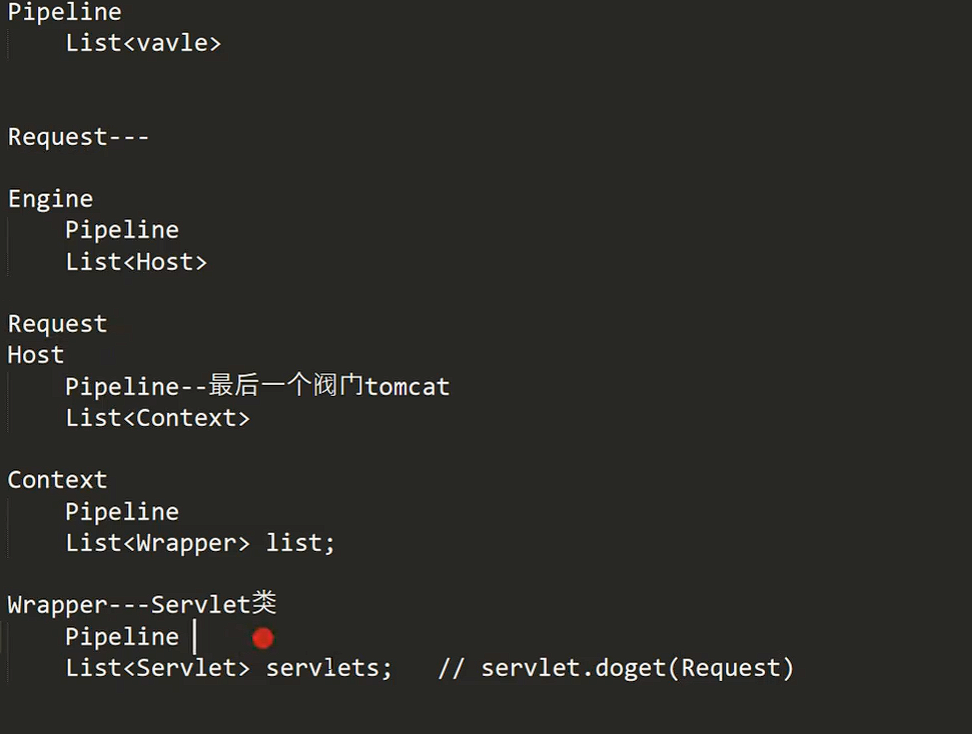 Pipeline
List<vavle>
Request---
Engine
Pipeline
List<Host>
Request
Host
Pipeline--最后一个阀门tomcat
List<Context>
Context
Pipeline
List<Wrapper> list;
Wrapper---Servlet类
Pipeline
List<Servlet> servlets;   // servlet.doget(Request)